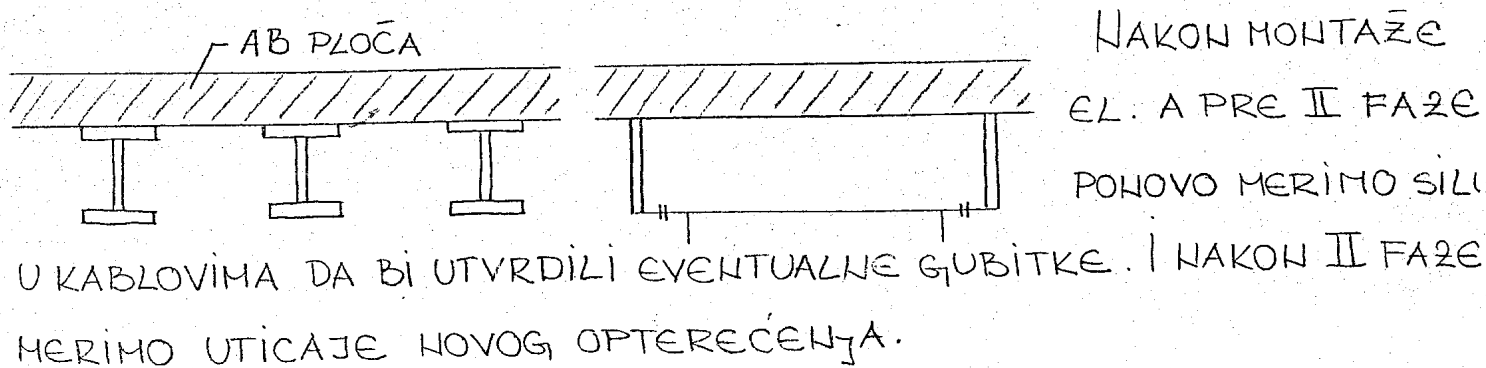 AB PLOČA
NAKON MONTAŽE
EL. A PRE II FAZE
PONOVO MERIMO SILU
U KABLOVIMA DA BI UTVRDILI EVENTUALNE GUBITKE. I NAKON II FAZE
MERIMO UTICAJE NOVOG OPTEREĆENJA.